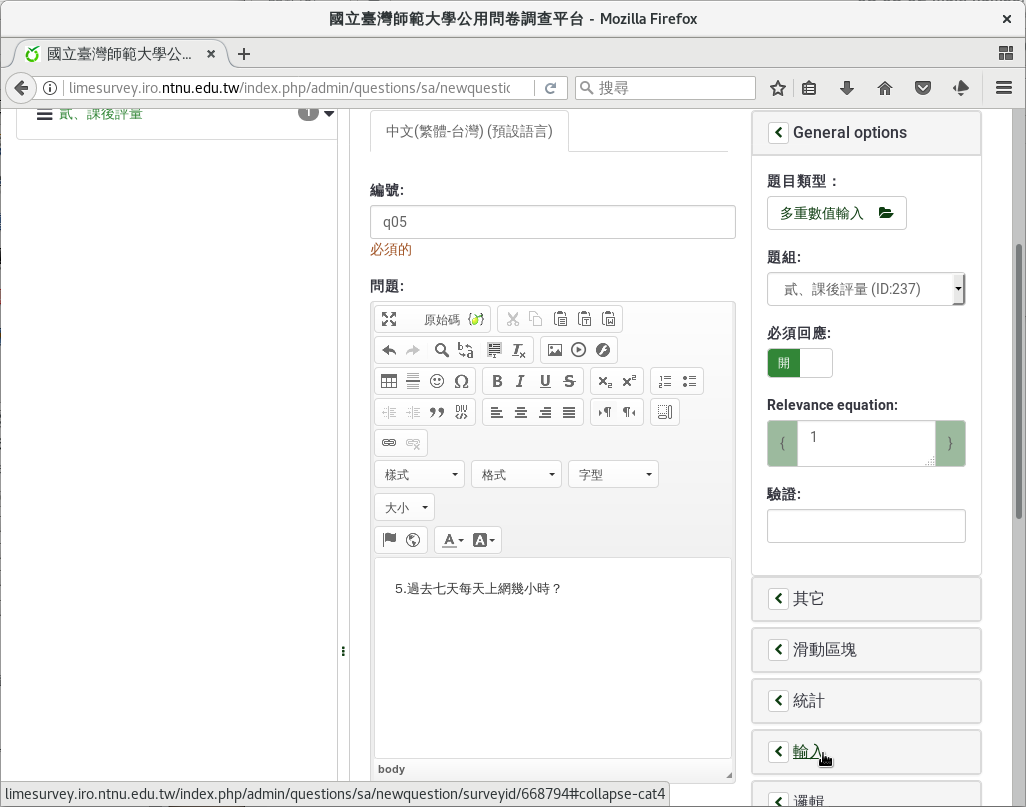 國立臺灣師範大學公用問卷調查平台 - Mozilla Firefox
國立臺灣師範大學公...
limesurvey.iro.ntnu.edu.tw/index.php/admin/questions/sa/newquestic
搜尋
貳、課後評量
1
中文(繁體-台灣) (預設語言)
編號:
q05
必須的
問題:
原始碼
B I U S
樣式
格式
字型
大小
A
A
5.過去七天每天上網幾小時？
body
General options
題目類型：
多重數值輸入
題組:
貳、課後評量 (ID:237)
必須回應:
開
Relevance equation:
{ 1 }
驗證:
其它
滑動區塊
統計
輸入
邏輯
limesurvey.iro.ntnu.edu.tw/index.php/admin/questions/sa/newquestion/surveyid/668794#collapse-cat4